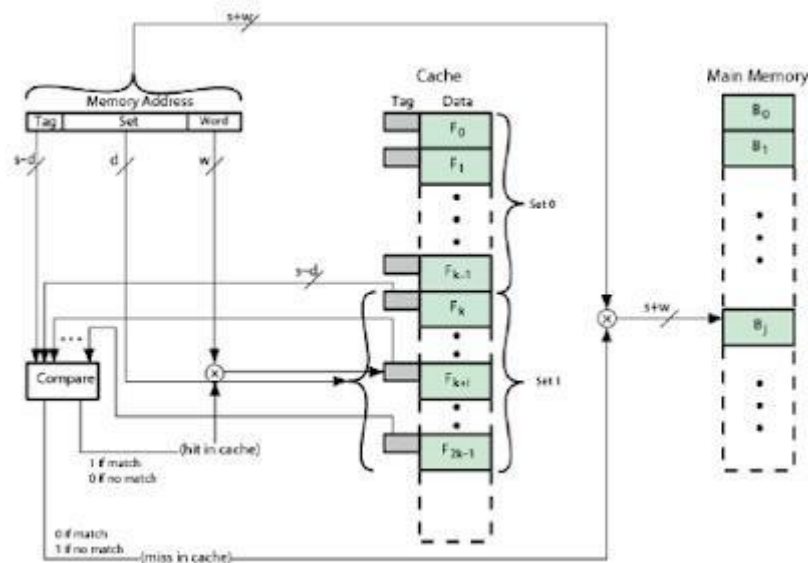 s+w
Cache
Main Memory
Memory Address
Tag Data
Tag Set Word
F0
B0
F1
B1
s–d
d
w
Set 0
s–d
Fk–1
Fk
s+w
Bj
Compare
Fk+i
Set 1
(hit in cache)
F2k–1
1 if match
0 if no match
0 if match
1 if no match
(miss in cache)